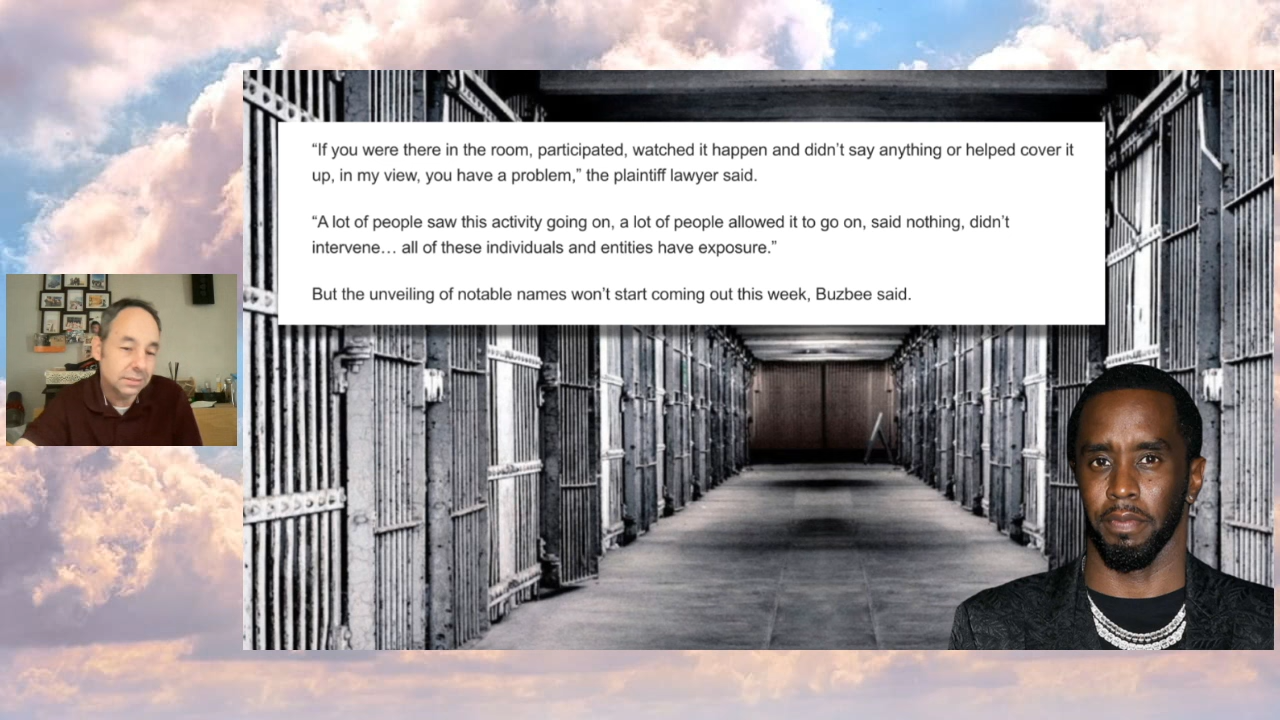 “If you were there in the room, participated, watched it happen and didn’t say anything or helped cover it
up, in my view, you have a problem,” the plaintiff lawyer said.
“A lot of people saw this activity going on, a lot of people allowed it to go on, said nothing, didn’t
intervene… all of these individuals and entities have exposure.”
But the unveiling of notable names won’t start coming out this week, Buzbee said.